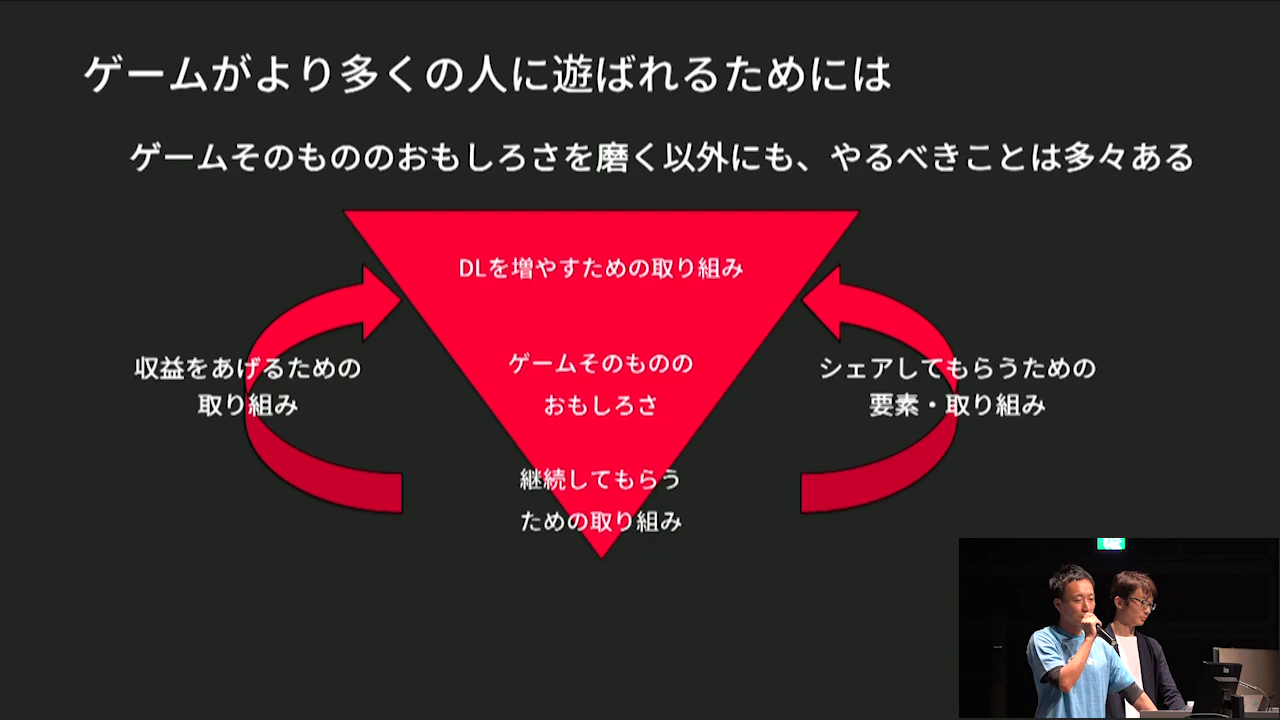 ゲームがより多くの人に遊ばれるためには
ゲームそのもののおもしろさを磨く以外にも、やるべきことは多々ある
DLを増やすための取り組み
ゲームそのものの
おもしろさ
継続してもらう
ための取り組み
収益をあげるための
取り組み
シェアしてもらうための
要素・取り組み